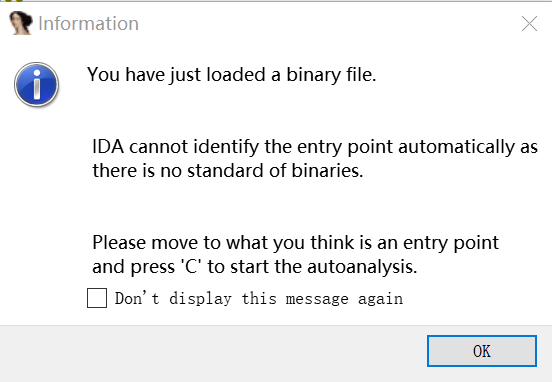 Information
You have just loaded a binary file.
IDA cannot identify the entry point automatically as
there is no standard of binaries.
Please move to what you think is an entry point
and press 'C' to start the autoanalysis.
Don't display this message again
OK